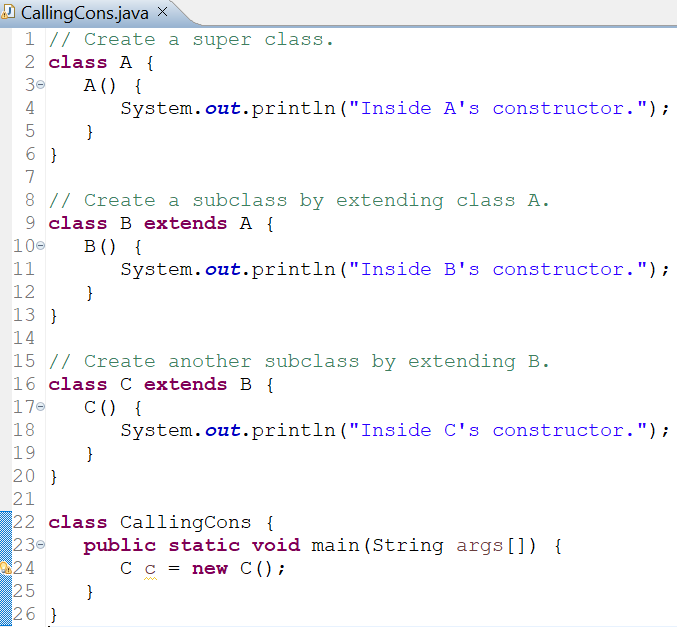 CallingCons.java
1 // Create a super class.
2 class A {
3 A() {
4 System.out.println("Inside A's constructor.");
5 }
6 }
7
8 // Create a subclass by extending class A.
9 class B extends A {
10 B() {
11 System.out.println("Inside B's constructor.");
12 }
13 }
14
15 // Create another subclass by extending B.
16 class C extends B {
17 C() {
18 System.out.println("Inside C's constructor.");
19 }
20 }
21
22 class CallingCons {
23 public static void main(String args[]) {
24 C c = new C();
25 }
26 }